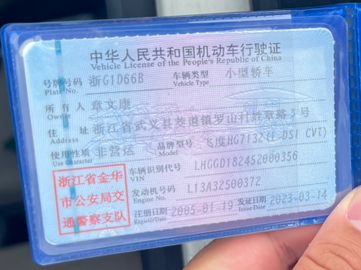 中华人民共和国机动车行驶证
Vehicle License of the People's Republic of China
号牌号码 浙G1D66B 车辆类型 小型轿车
Plate No. Vehicle Type
所有人 章文康
Owner
住址 浙江省武义县茭道镇罗山村胜章路3号
Address
使用性质 非营运 品牌型号 飞度HG7132(I-DSI CVT)
Use Character Model
浙江省金华
市公安局交
通警察支队
车辆识别代号 LHGGD182452000356
VIN
发动机号码 L13A32500372
Engine No.
注册日期 2005-01-19 发证日期 2023-03-14
Register Date Issue Date